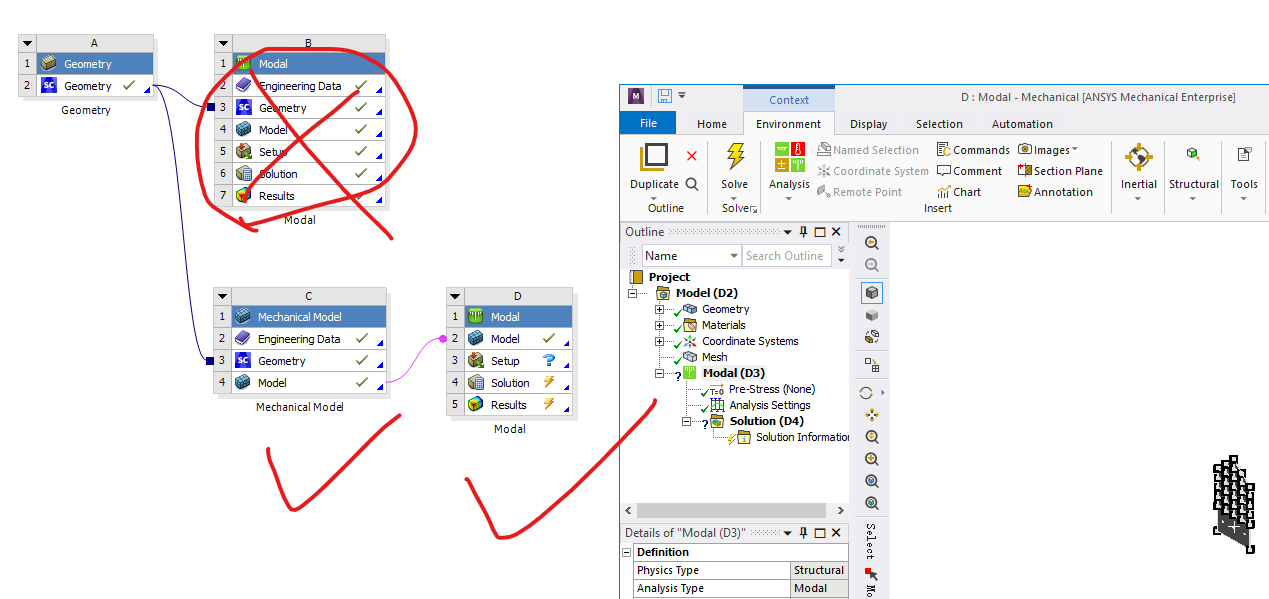 A
1 Geometry
2 SC Geometry
Geometry
B
1 Modal
2 Engineering Data
3 SC Geometry
4 Model
5 Setup
6 Solution
7 Results
Modal
C
1 Mechanical Model
2 Engineering Data
3 SC Geometry
4 Model
Mechanical Model
D
1 Modal
2 Model
3 Setup ?
4 Solution
5 Results
Modal
M
Context
D : Modal - Mechanical [ANSYS Mechanical Enterprise]
File Home Environment Display Selection Automation
Duplicate
Outline
Solve
Solver
Analysis
Named Selection
Coordinate System
Remote Point
Commands
Comment
Chart
Images
Section Plane
Annotation
Insert
Inertial
Structural
Tools
Outline
Name Search Outline
Project
Model (D2)
Geometry
Materials
Coordinate Systems
Mesh
Modal (D3)
Pre-Stress (None)
Analysis Settings
Solution (D4)
Solution Information
Select
Mo
Details of "Modal (D3)"
Definition
Physics Type Structural
Analysis Type Modal